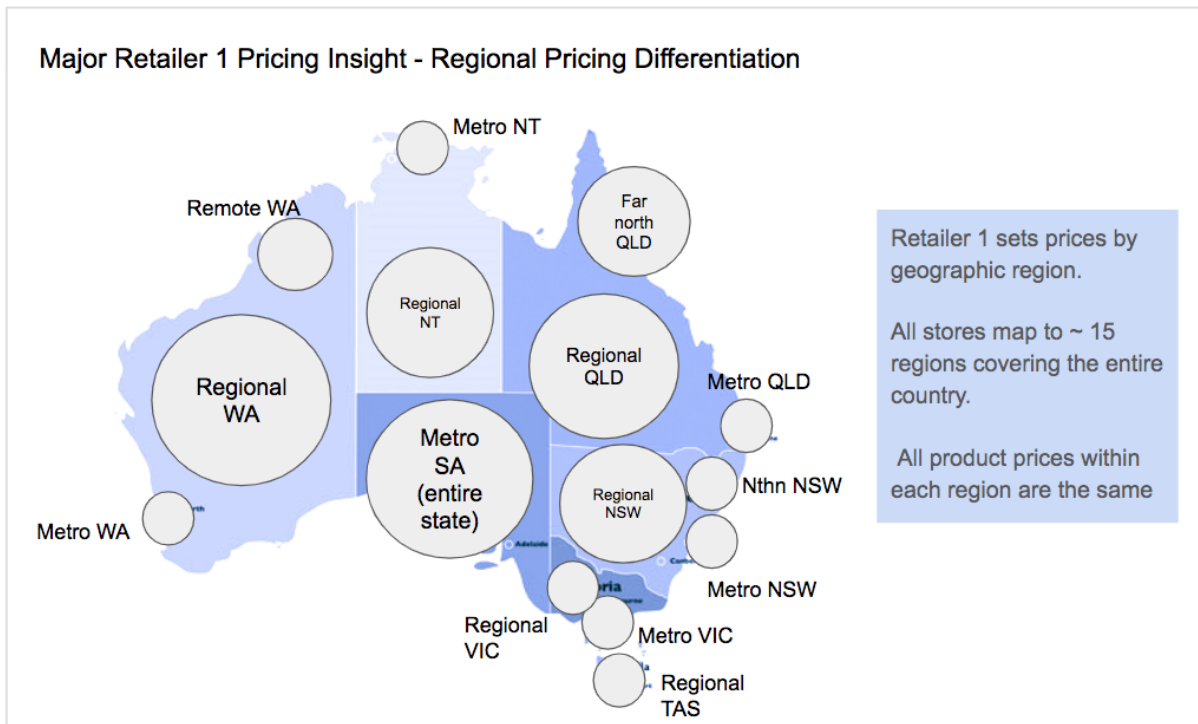 Major Retailer 1 Pricing Insight - Regional Pricing Differentiation
Metro NT
Remote WA
Far
north
QLD
Regional
NT
Regional
WA
Regional
QLD
Metro QLD
Metro
SA
(entire
state)
Regional
NSW
Nthn NSW
Metro WA
Adelaide
Metro NSW
Regional
VIC
Metro VIC
Regional
TAS
Retailer 1 sets prices by
geographic region.
All stores map to ~ 15
regions covering the entire
country.
All product prices within
each region are the same